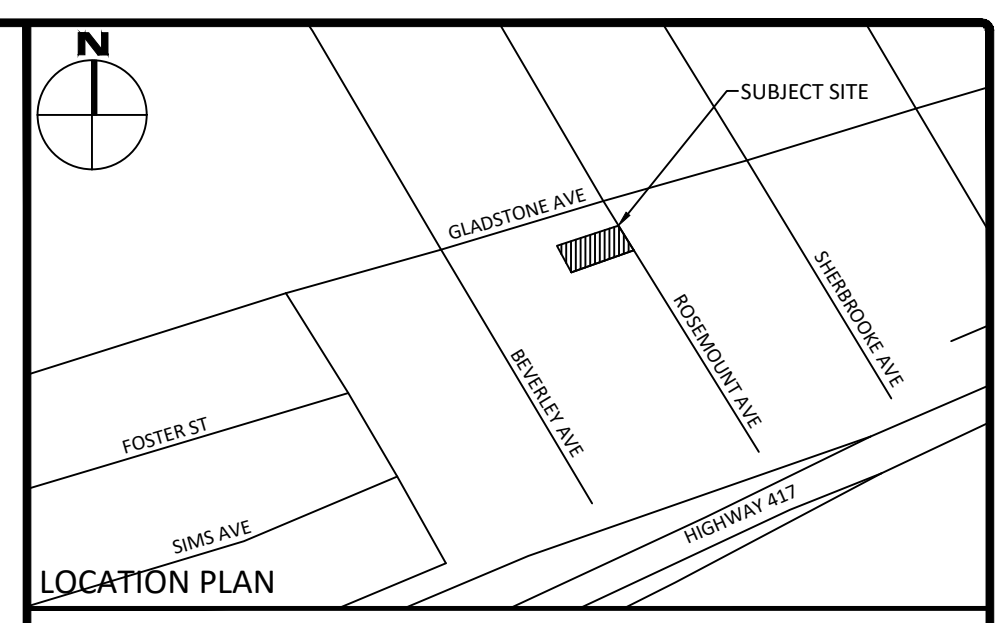 N
SUBJECT SITE
GLADSTONE AVE
SHERBROOKE AVE
ROSEMOUNT AVE
BEVERLEY AVE
FOSTER ST
HIGHWAY 417
SIMS AVE
LOCATION PLAN